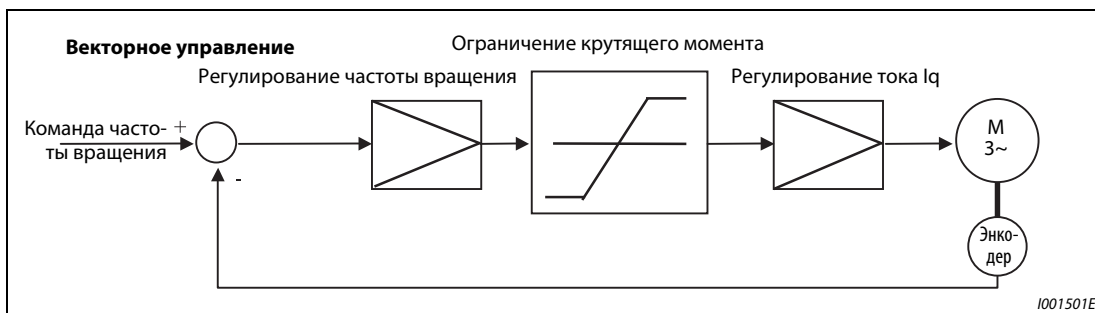 Векторное управление
Ограничение крутящего момента
Регулирование частоты вращения
Регулирование тока Iq
Команда часто-
ты вращения
+
-
M
3~
Энко-
дер
I001501E